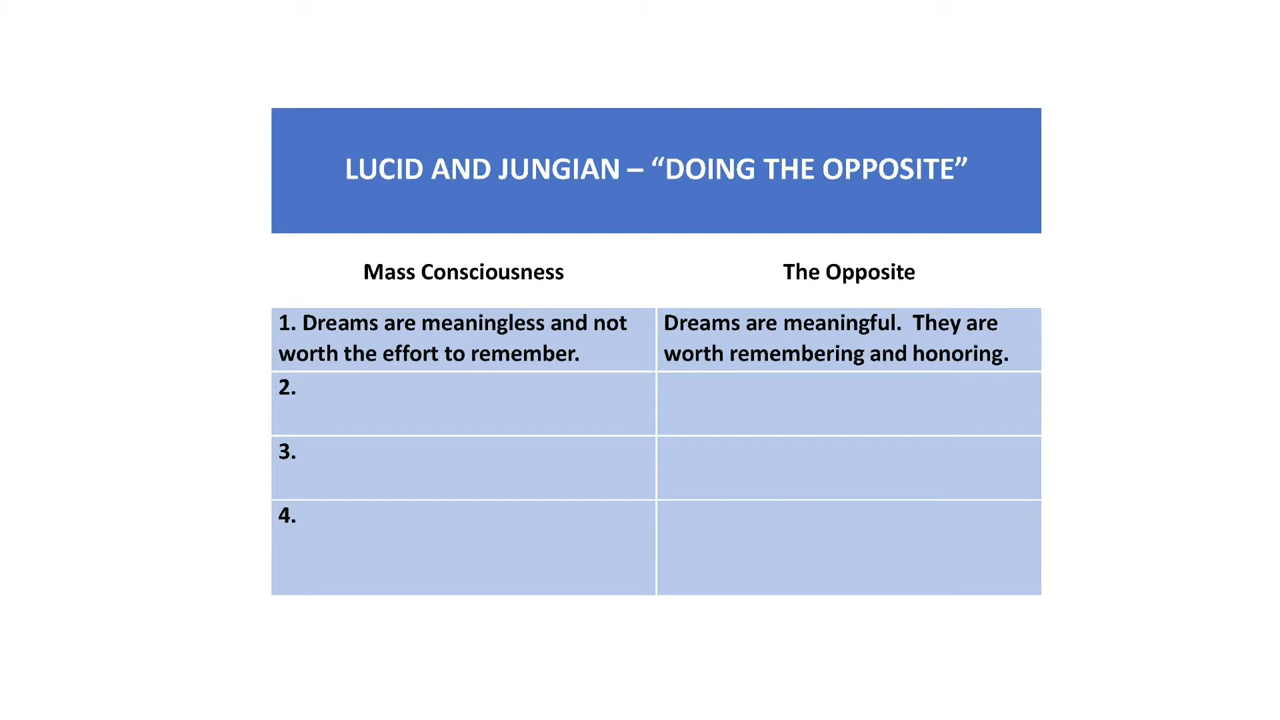 LUCID AND JUNGIAN – “DOING THE OPPOSITE”
Mass Consciousness
The Opposite
1. Dreams are meaningless and not
worth the effort to remember.
Dreams are meaningful.  They are
worth remembering and honoring.
2.
3.
4.